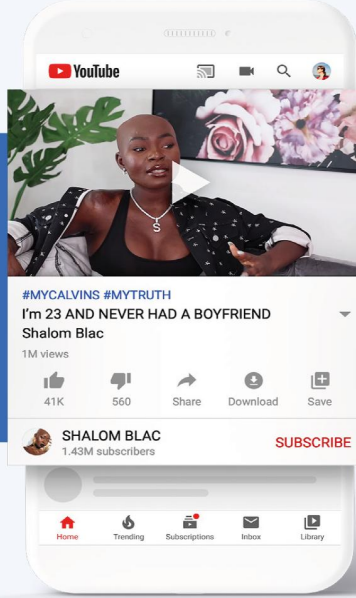 YouTube
S
#MYCALVINS #MYTRUTH
I'm 23 AND NEVER HAD A BOYFRIEND
Shalom Blac
1M views
41K 560 Share Download Save
SHALOM BLAC
1.43M subscribers
SUBSCRIBE
Home Trending Subscriptions Inbox Library